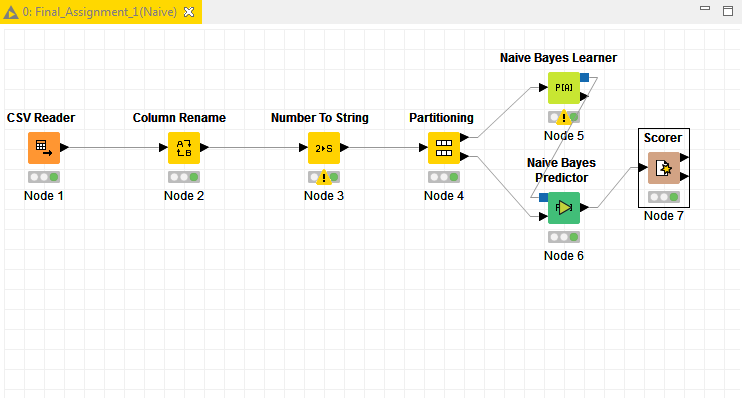 0: Final_Assignment_1(Naive)
Naive Bayes Learner
CSV Reader
Column Rename
Number To String
Partitioning
P[A]
Node 5
Scorer
A
B
2 S
Naive Bayes
Predictor
Node 1
Node 2
Node 3
Node 4
Node 7
Node 6